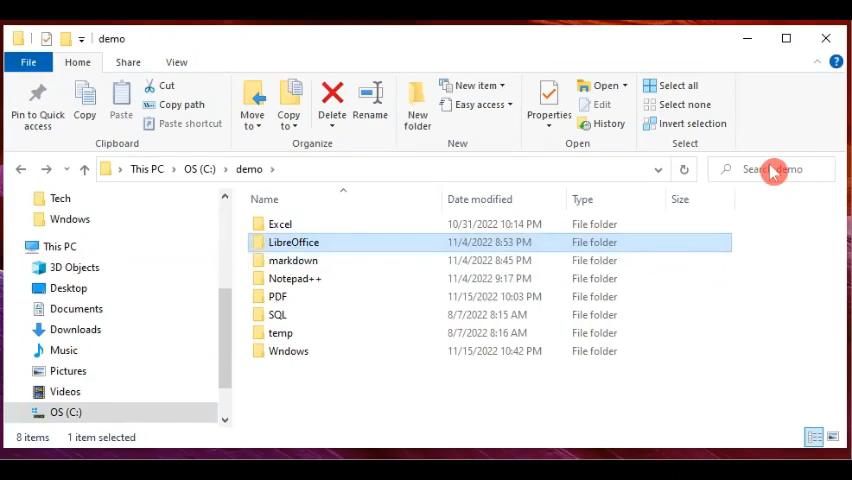 demo
File Home Share View
Pin to Quick access
Copy
Paste
Cut
Copy path
Paste shortcut
Clipboard
Move to
Copy to
Delete
Rename
Organize
New folder
New item
Easy access
New
Properties
Open
Edit
History
Open
Select all
Select none
Invert selection
Select
This PC > OS (C:) > demo >
Search demo
Tech
Windows
This PC
3D Objects
Desktop
Documents
Downloads
Music
Pictures
Videos
OS (C:)
Name Date modified Type Size
Excel 10/31/2022 10:14 PM File folder
LibreOffice 11/4/2022 8:53 PM File folder
markdown 11/4/2022 8:45 PM File folder
Notepad++ 11/4/2022 9:17 PM File folder
PDF 11/15/2022 10:03 PM File folder
SQL 8/7/2022 8:15 AM File folder
temp 8/7/2022 8:16 AM File folder
Wndows 11/15/2022 10:42 PM File folder
8 items 1 item selected